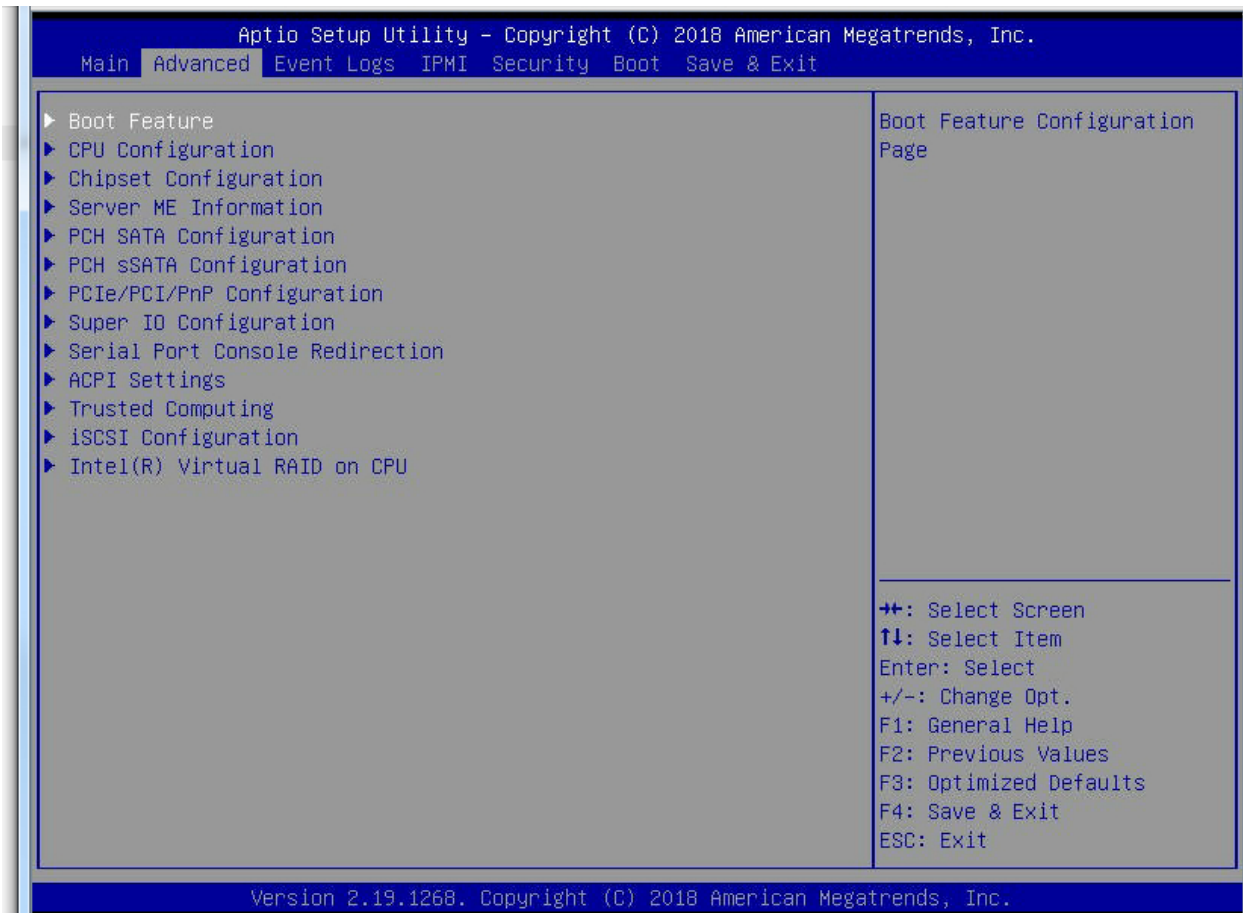 Aptio Setup Utility – Copyright (C) 2018 American Megatrends, Inc.
Main Advanced Event Logs IPMI Security Boot Save & Exit
▶ Boot Feature
▶ CPU Configuration
▶ Chipset Configuration
▶ Server ME Information
▶ PCH SATA Configuration
▶ PCH sSATA Configuration
▶ PCIe/PCI/PnP Configuration
▶ Super IO Configuration
▶ Serial Port Console Redirection
▶ ACPI Settings
▶ Trusted Computing
▶ iSCSI Configuration
▶ Intel(R) Virtual RAID on CPU
Boot Feature Configuration
Page
→←: Select Screen
↑↓: Select Item
Enter: Select
+/-: Change Opt.
F1: General Help
F2: Previous Values
F3: Optimized Defaults
F4: Save & Exit
ESC: Exit
Version 2.19.1268. Copyright (C) 2018 American Megatrends, Inc.